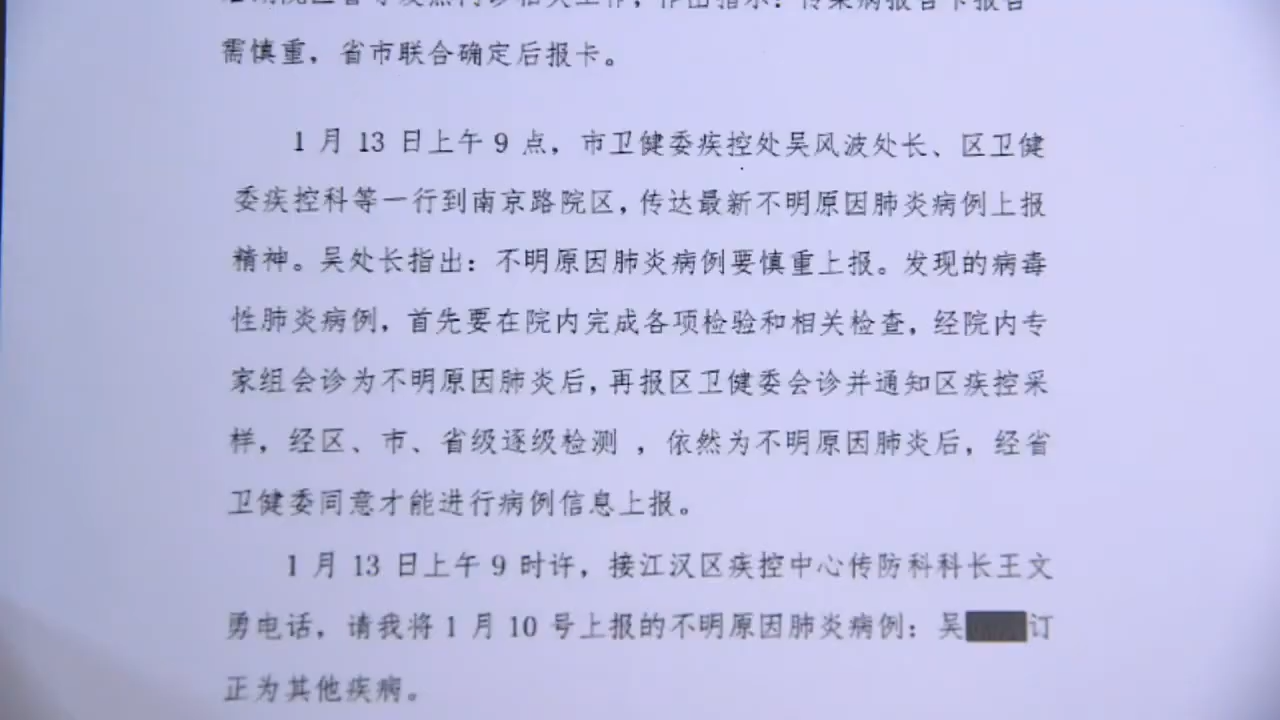 需慎重，省市联合确定后报卡。
1 月 13 日上午 9 点，市卫健委疾控处吴风波处长、区卫健
委疾控科等一行到南京路院区，传达最新不明原因肺炎病例上报
精神。吴处长指出：不明原因肺炎病例要慎重上报。发现的病毒
性肺炎病例，首先要在院内完成各项检验和相关检查，经院内专
家组会诊为不明原因肺炎后，再报区卫健委会诊并通知区疾控采
样，经区、市、省级逐级检测 ，依然为不明原因肺炎后，经省
卫健委同意才能进行病例信息上报。
1 月 13 日上午 9 时许，接江汉区疾控中心传防科科长王文
勇电话，请我将 1 月 10 号上报的不明原因肺炎病例：吴 订
正为其他疾病。